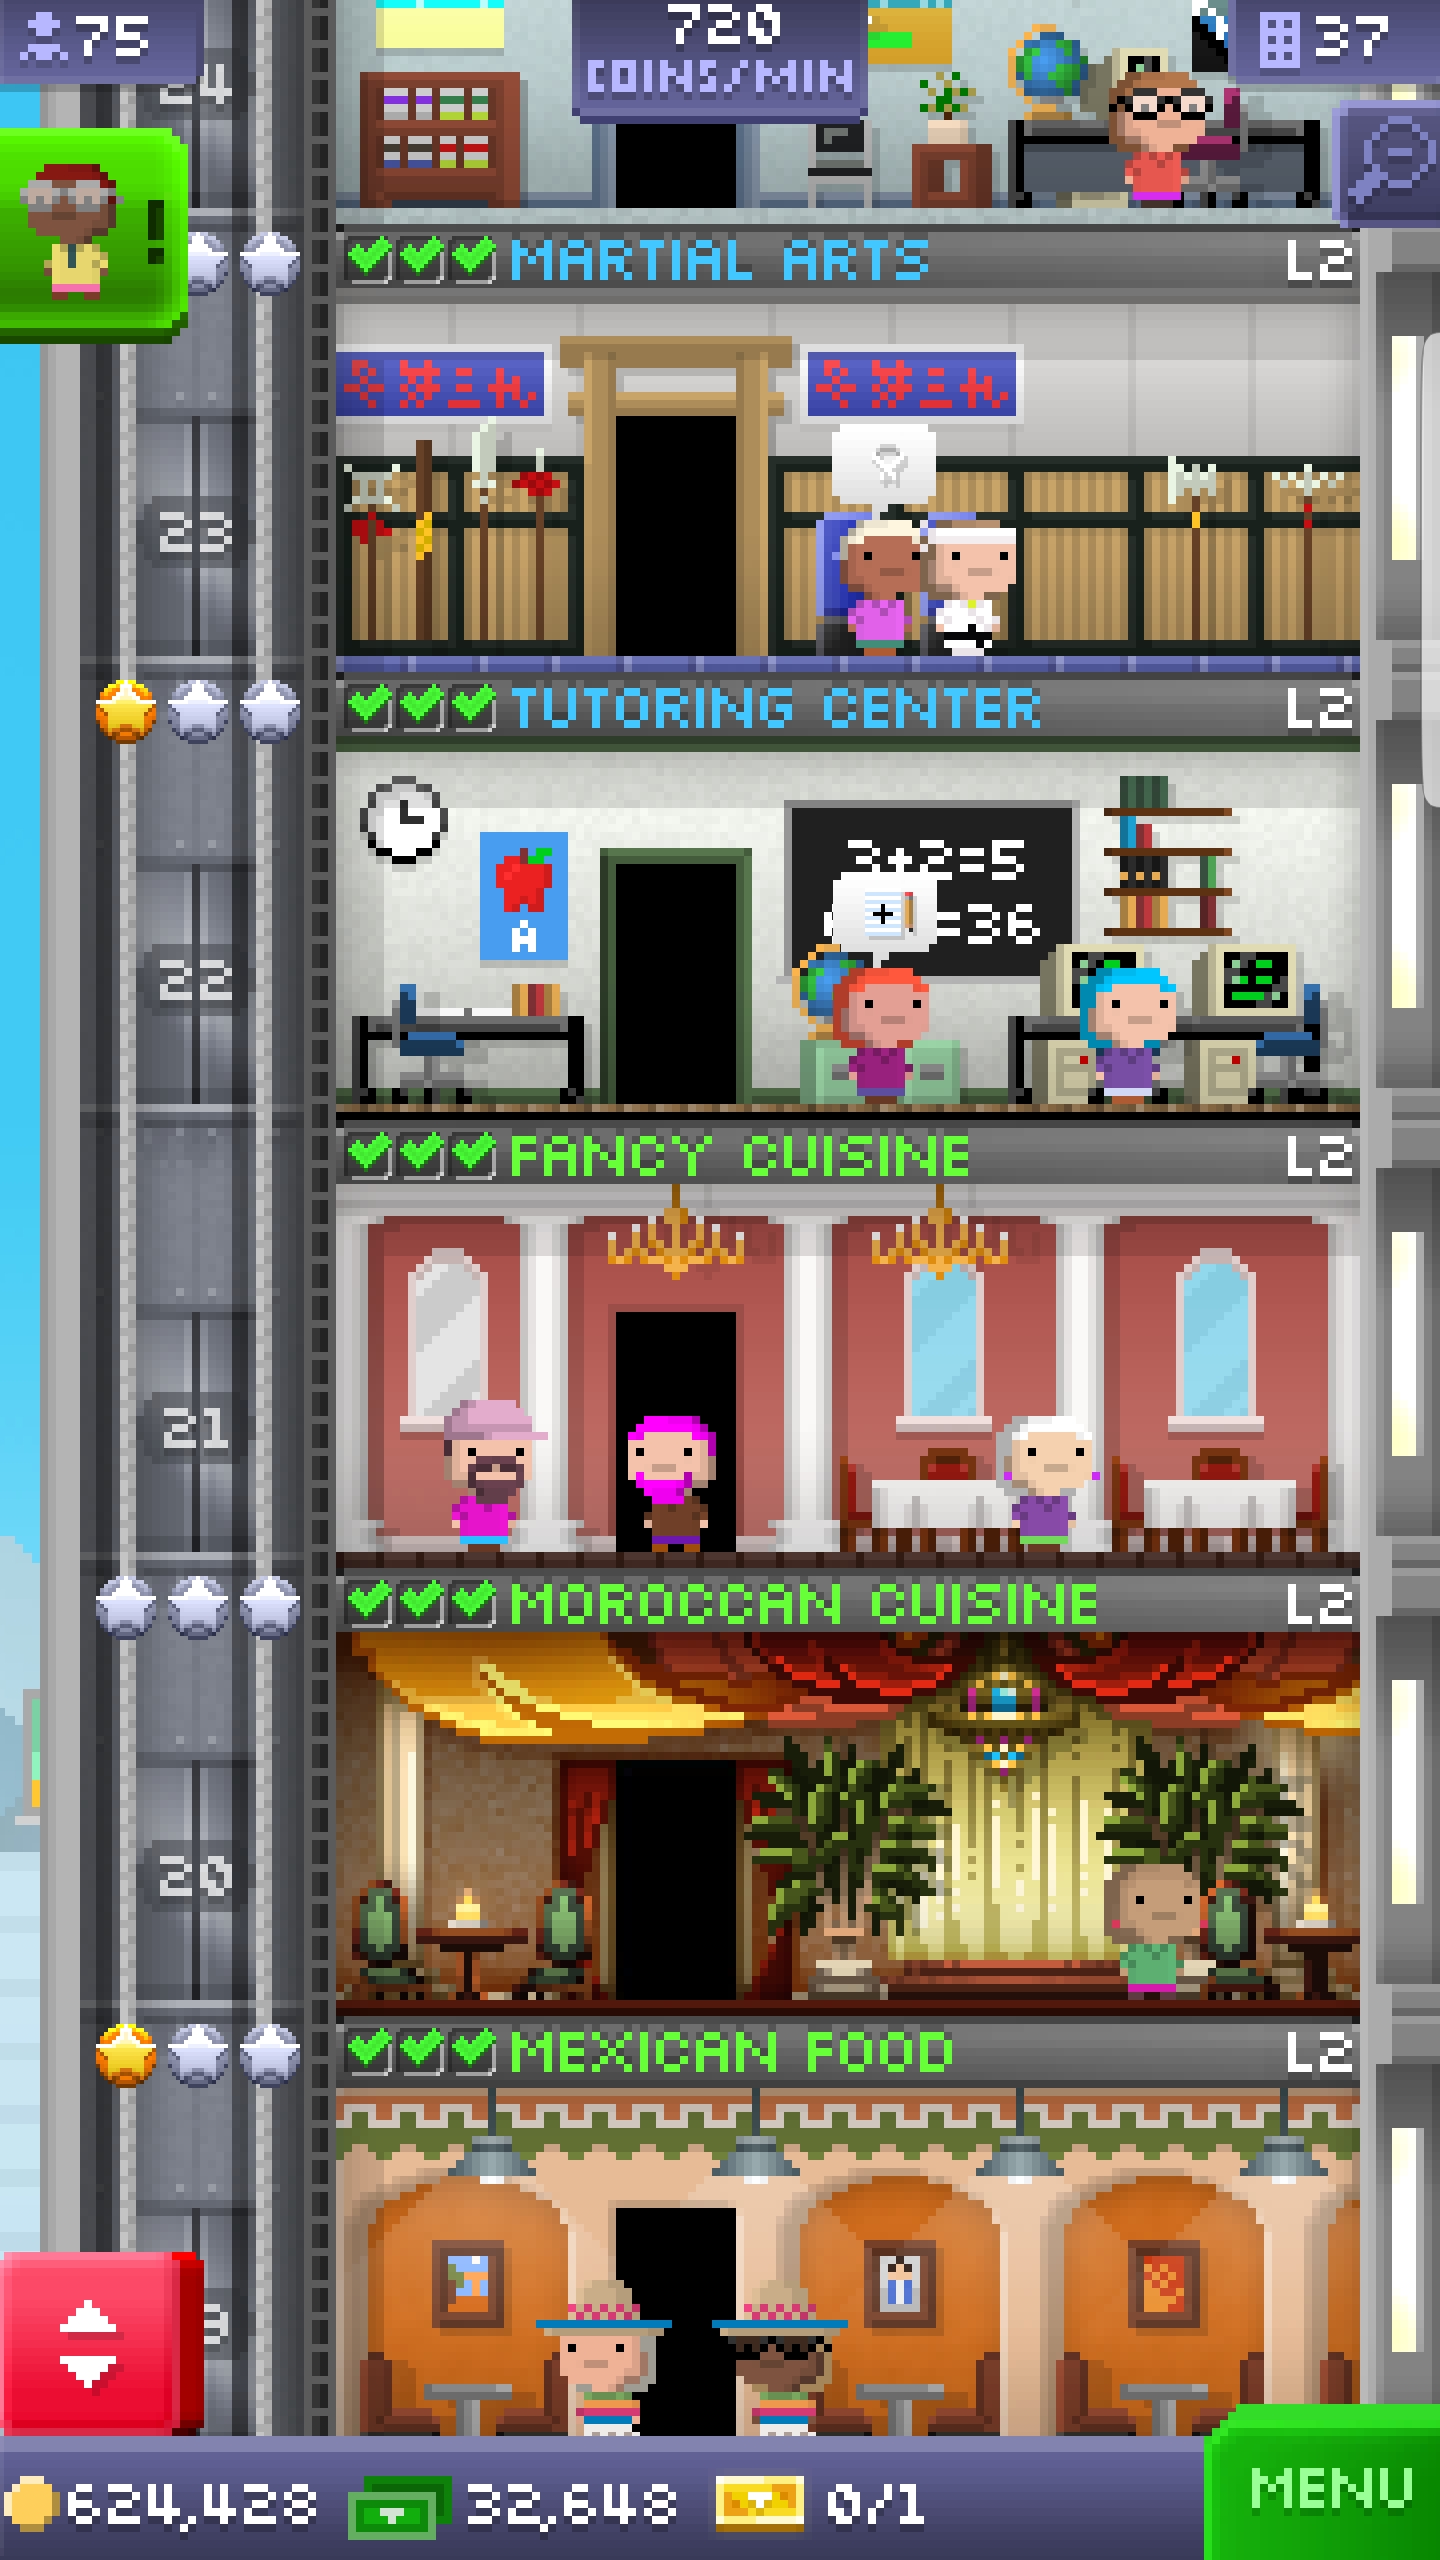 75
720
COINS/MIN
37
24
!
MARTIAL ARTS L2
23
TUTORING CENTER L2
3+2=5
=36
A
22
FANCY CUISINE L2
21
MOROCCAN CUISINE L2
20
MEXICAN FOOD L2
9
624,428 32,648 0/1
MENU